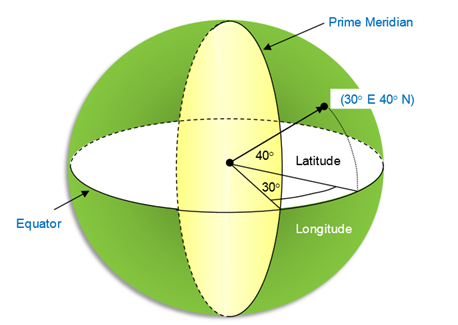 Prime Meridian
(30° E 40° N)
40°
Latitude
30°
Equator
Longitude